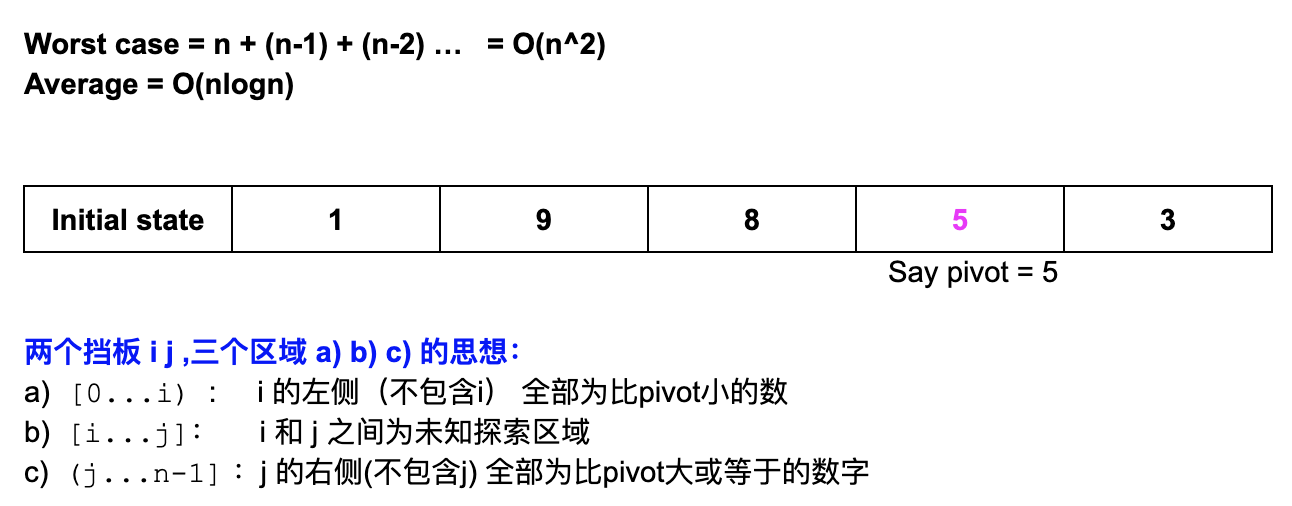 Worst case = n + (n-1) + (n-2) … = O(n^2)
Average = O(nlogn)
Initial state 1 9 8 5 3
Say pivot = 5
两个挡板 i j ,三个区域 a) b) c) 的思想：
a) [0...i) : i 的左侧（不包含i） 全部为比pivot小的数
b) [i...j]: i 和 j 之间为未知探索区域
c) (j...n-1] : j 的右侧(不包含j) 全部为比pivot大或等于的数字